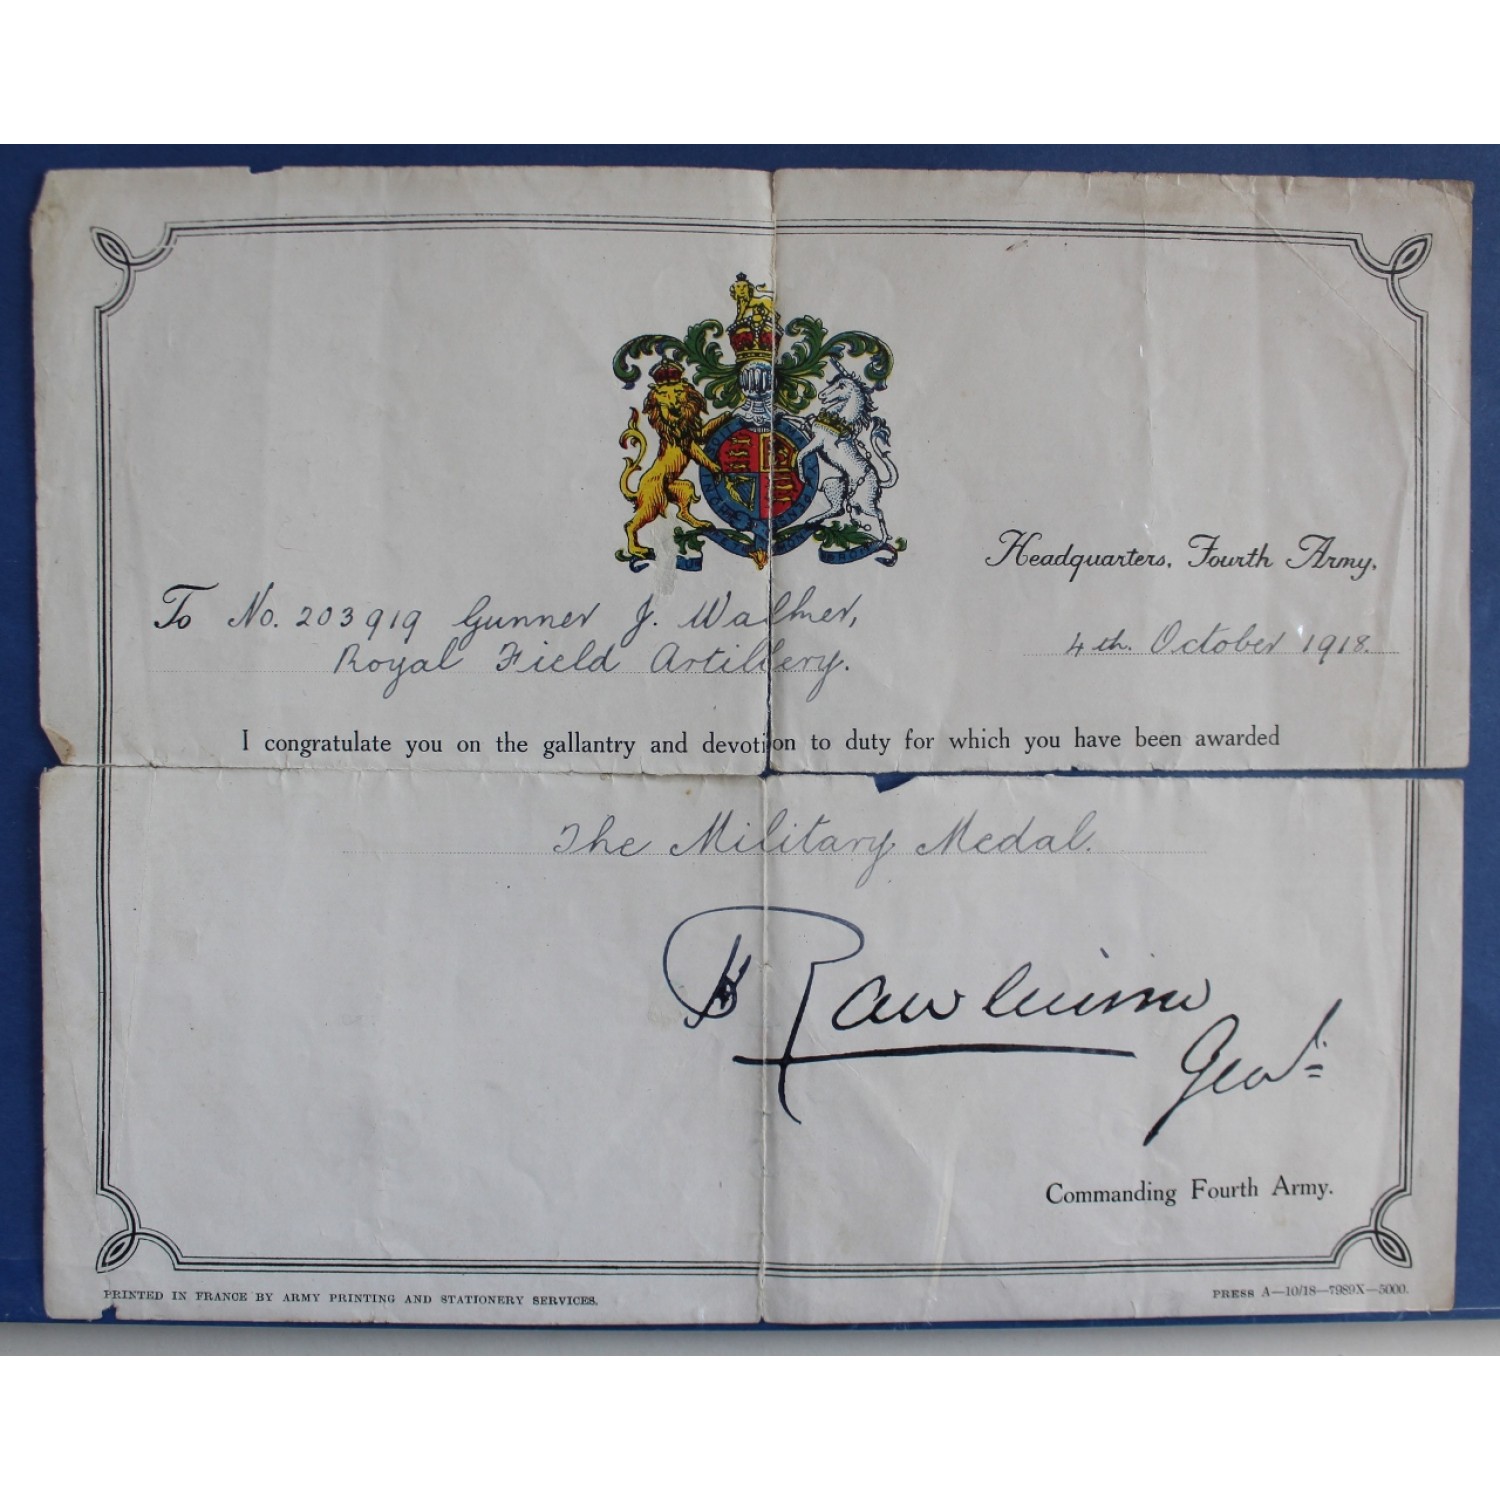 Headquarters, Fourth Army,
To No. 203919 Gunner J. Walmer,
Royal Field Artillery.
4th. October 1918.
I congratulate you on the gallantry and devotion to duty for which you have been awarded
The Military Medal.
H Rawlinson
Genl
Commanding Fourth Army.
PRINTED IN FRANCE BY ARMY PRINTING AND STATIONERY SERVICES.
PRESS A—10/18—7989X—5000.